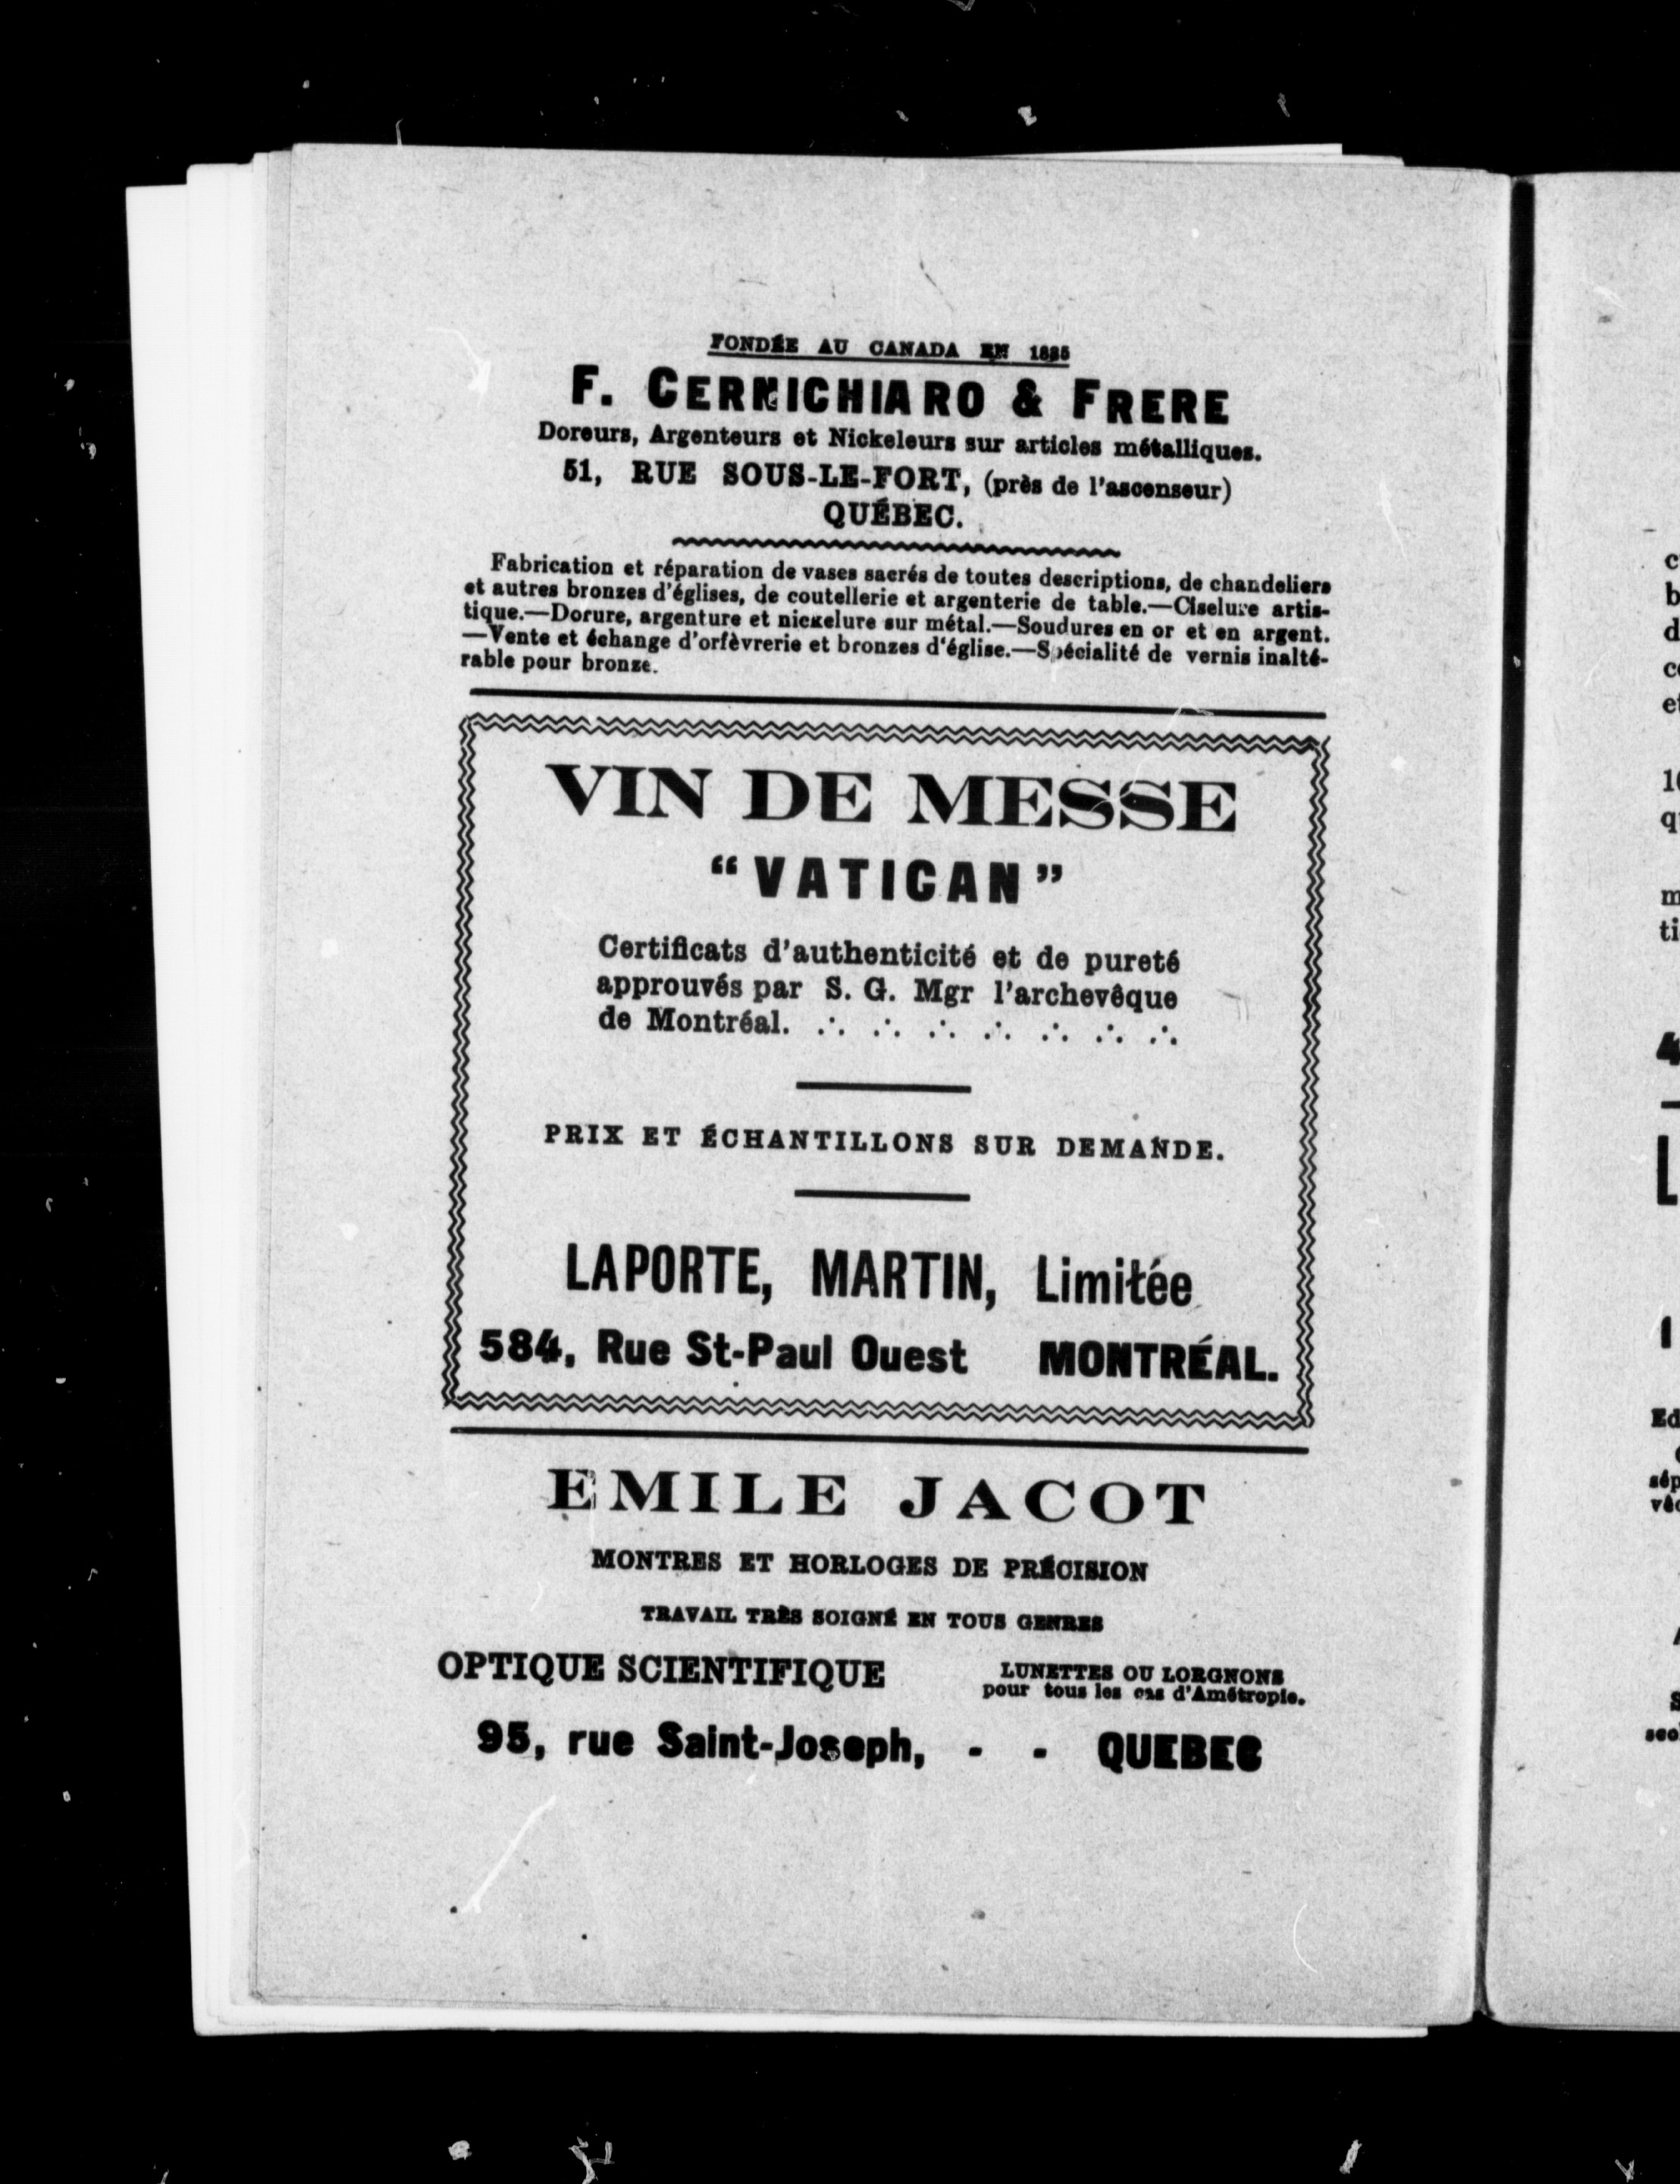 FONDÉE AU CANADA EN 1885
F. CERNICHIARO & FRERE
Doreurs, Argenteurs et Nickeleurs sur articles métalliques.
51, RUE SOUS-LE-FORT, (près de l'ascenseur)
QUÉBEC.
Fabrication et réparation de vases sacrés de toutes descriptions, de chandeliers
et autres bronzes d'églises, de coutellerie et argenterie de table.—Ciselure artis-
tique.—Dorure, argenture et nickelure sur métal.—Soudures en or et en argent.
—Vente et échange d'orfèvrerie et bronzes d'église.—Spécialité de vernis inalté-
rable pour bronze.
VIN DE MESSE
“VATICAN”
Certificats d'authenticité et de pureté
approuvés par S. G. Mgr l'archevêque
de Montréal. ∴ ∴ ∴ ∴ ∴ ∴ ∴
PRIX ET ÉCHANTILLONS SUR DEMANDE.
LAPORTE, MARTIN, Limitée
584, Rue St-Paul Ouest MONTRÉAL.
EMILE JACOT
MONTRES ET HORLOGES DE PRÉCISION
TRAVAIL TRÈS SOIGNÉ EN TOUS GENRES
OPTIQUE SCIENTIFIQUE
LUNETTES OU LORGNONS
pour tous les cas d'Amétropie.
95, rue Saint-Joseph, - - QUEBEC